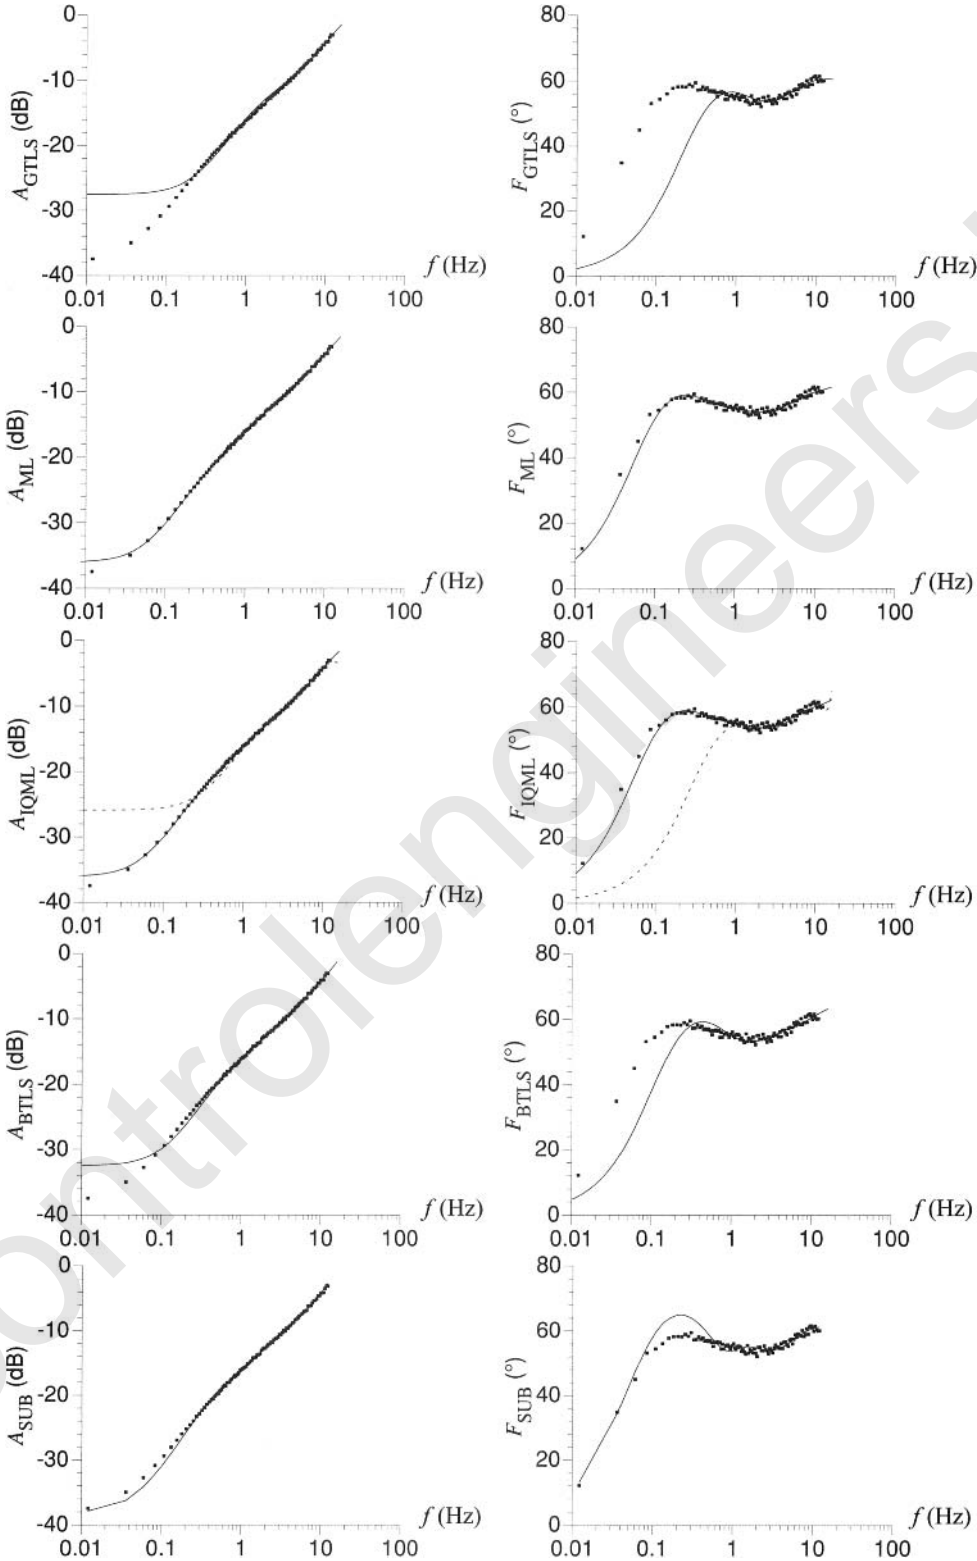 0
-10
-20
-30
-40
A_GTLS (dB)
0.01 0.1 1 10 100
f (Hz)
80
60
40
20
0
F_GTLS (°)
0.01 0.1 1 10 100
f (Hz)
0
-10
-20
-30
-40
A_ML (dB)
0.01 0.1 1 10 100
f (Hz)
80
60
40
20
0
F_ML (°)
0.01 0.1 1 10 100
f (Hz)
0
-10
-20
-30
-40
A_IQML (dB)
0.01 0.1 1 10 100
f (Hz)
80
60
40
20
0
F_IQML (°)
0.01 0.1 1 10 100
f (Hz)
0
-10
-20
-30
-40
A_BTLS (dB)
0.01 0.1 1 10 100
f (Hz)
80
60
40
20
0
F_BTLS (°)
0.01 0.1 1 10 100
f (Hz)
0
-10
-20
-30
-40
A_SUB (dB)
0.01 0.1 1 10 100
f (Hz)
80
60
40
20
0
F_SUB (°)
0.01 0.1 1 10 100
f (Hz)
ontrolengineers